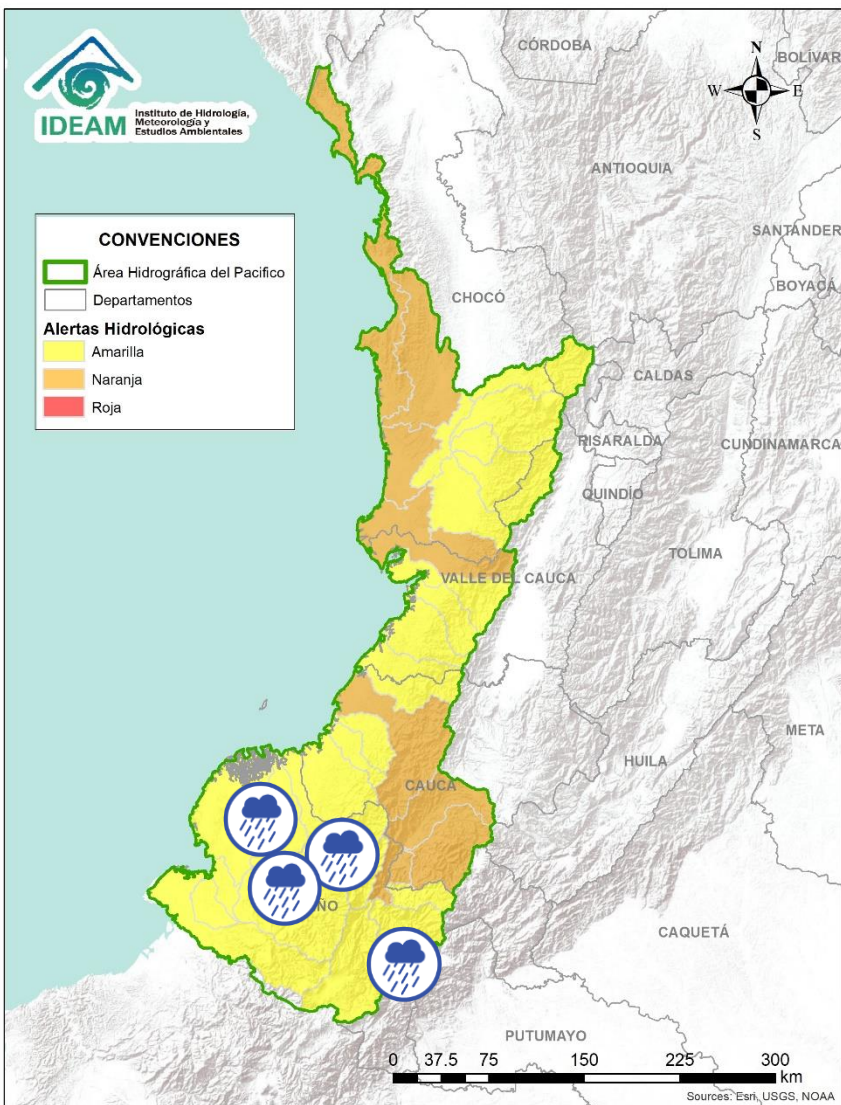 IDEAM
Instituto de Hidrología,
Meteorología y
Estudios Ambientales
CÓRDOBA
BOLÍVAR
N
W
E
S
ANTIOQUIA
SANTANDER
BOYACÁ
CONVENCIONES
Área Hidrográfica del Pacifico
Departamentos
Alertas Hidrológicas
Amarilla
Naranja
Roja
CHOCÓ
CALDAS
RISARALDA
CUNDINAMARCA
QUINDÍO
TOLIMA
VALLE DEL CAUCA
META
HUILA
CAUCA
ÑO
CAQUETÁ
PUTUMAYO
0 37.5 75 150 225 300
km
Sources: Esri, USGS, NOAA